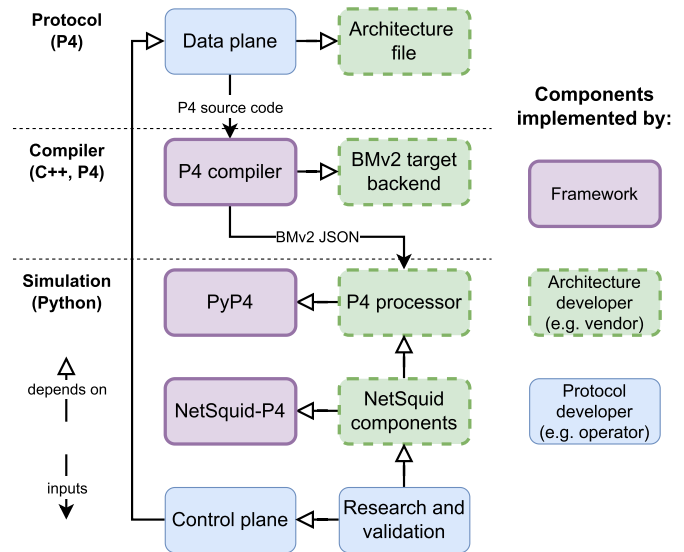 Protocol
(P4)
Data plane
Architecture
file
P4 source code
Components
implemented by:
Compiler
(C++, P4)
P4 compiler
BMv2 target
backend
Framework
BMv2 JSON
Simulation
(Python)
PyP4
P4 processor
Architecture
developer
(e.g. vendor)
depends on
NetSquid-P4
NetSquid
components
Protocol
developer
(e.g. operator)
inputs
Control plane
Research and
validation